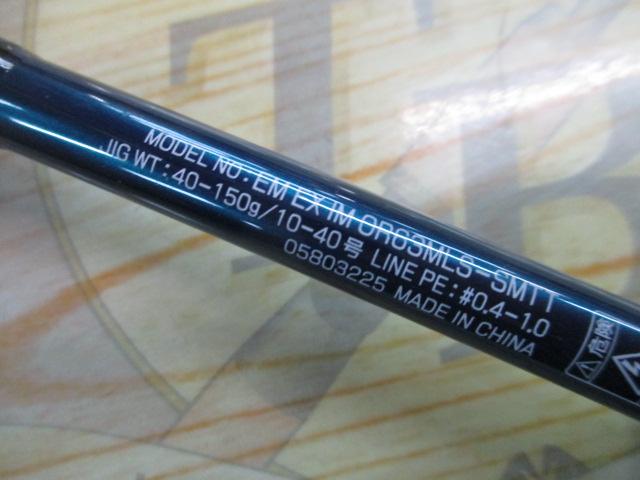 MODEL NO : EM EX IM OR63MLS-SMTT
JIG WT : 40-150g/10-40号 LINE PE : #0.4-1.0
05803225 MADE IN CHINA
⚠危険
TB